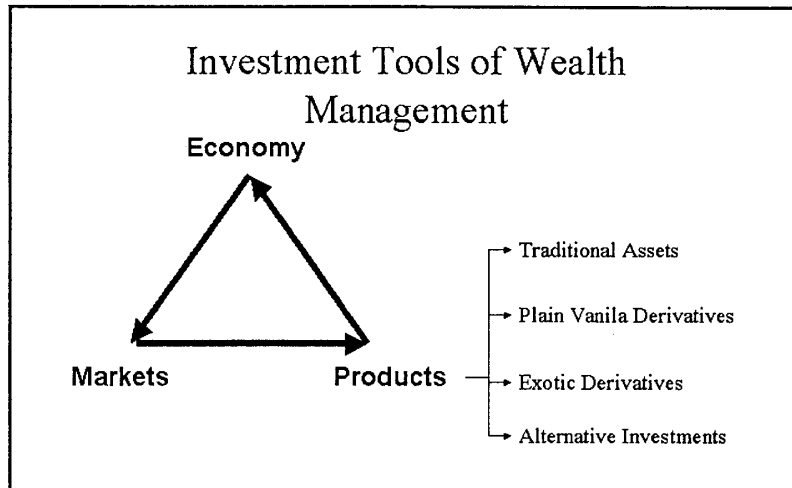 Investment Tools of Wealth
Management
Economy
Markets
Products
Traditional Assets
Plain Vanila Derivatives
Exotic Derivatives
Alternative Investments